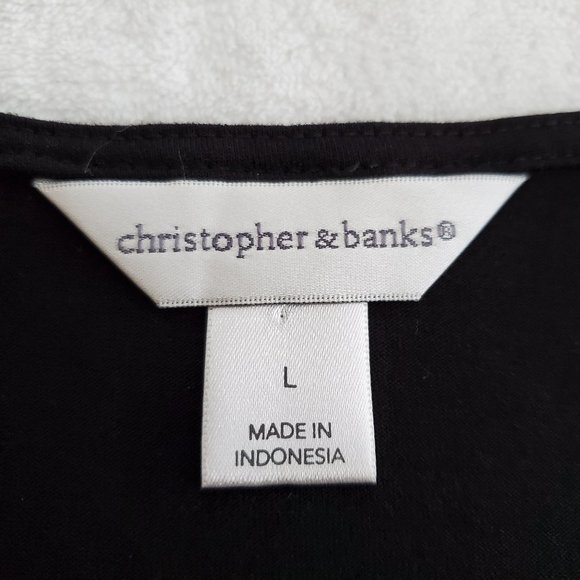 christopher & banks®
L
MADE IN
INDONESIA